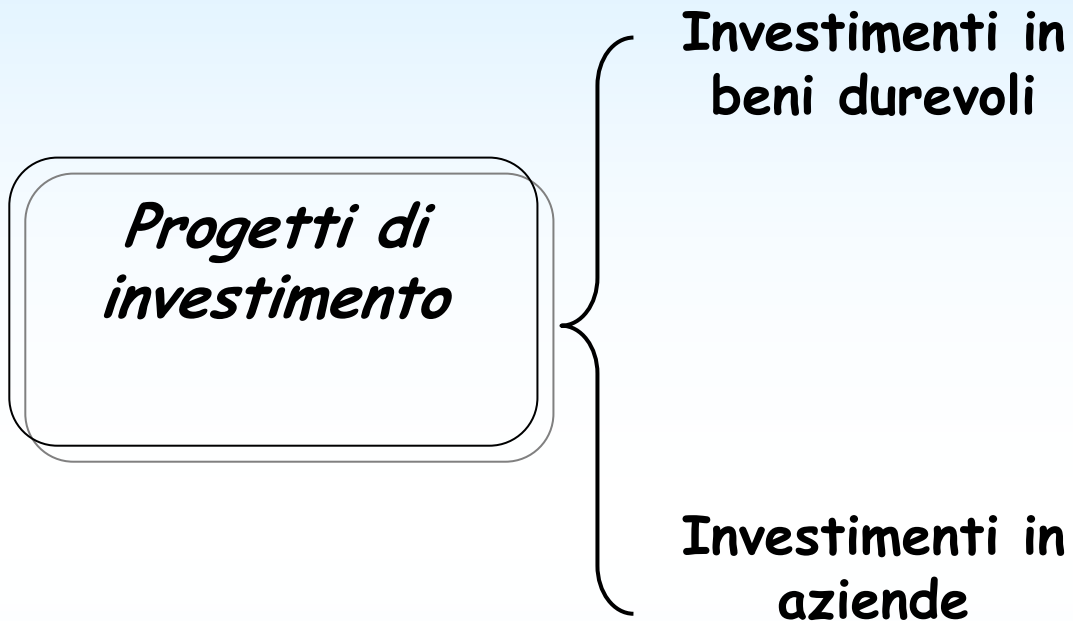 Investimenti in
beni durevoli
Progetti di
investimento
Investimenti in
aziende